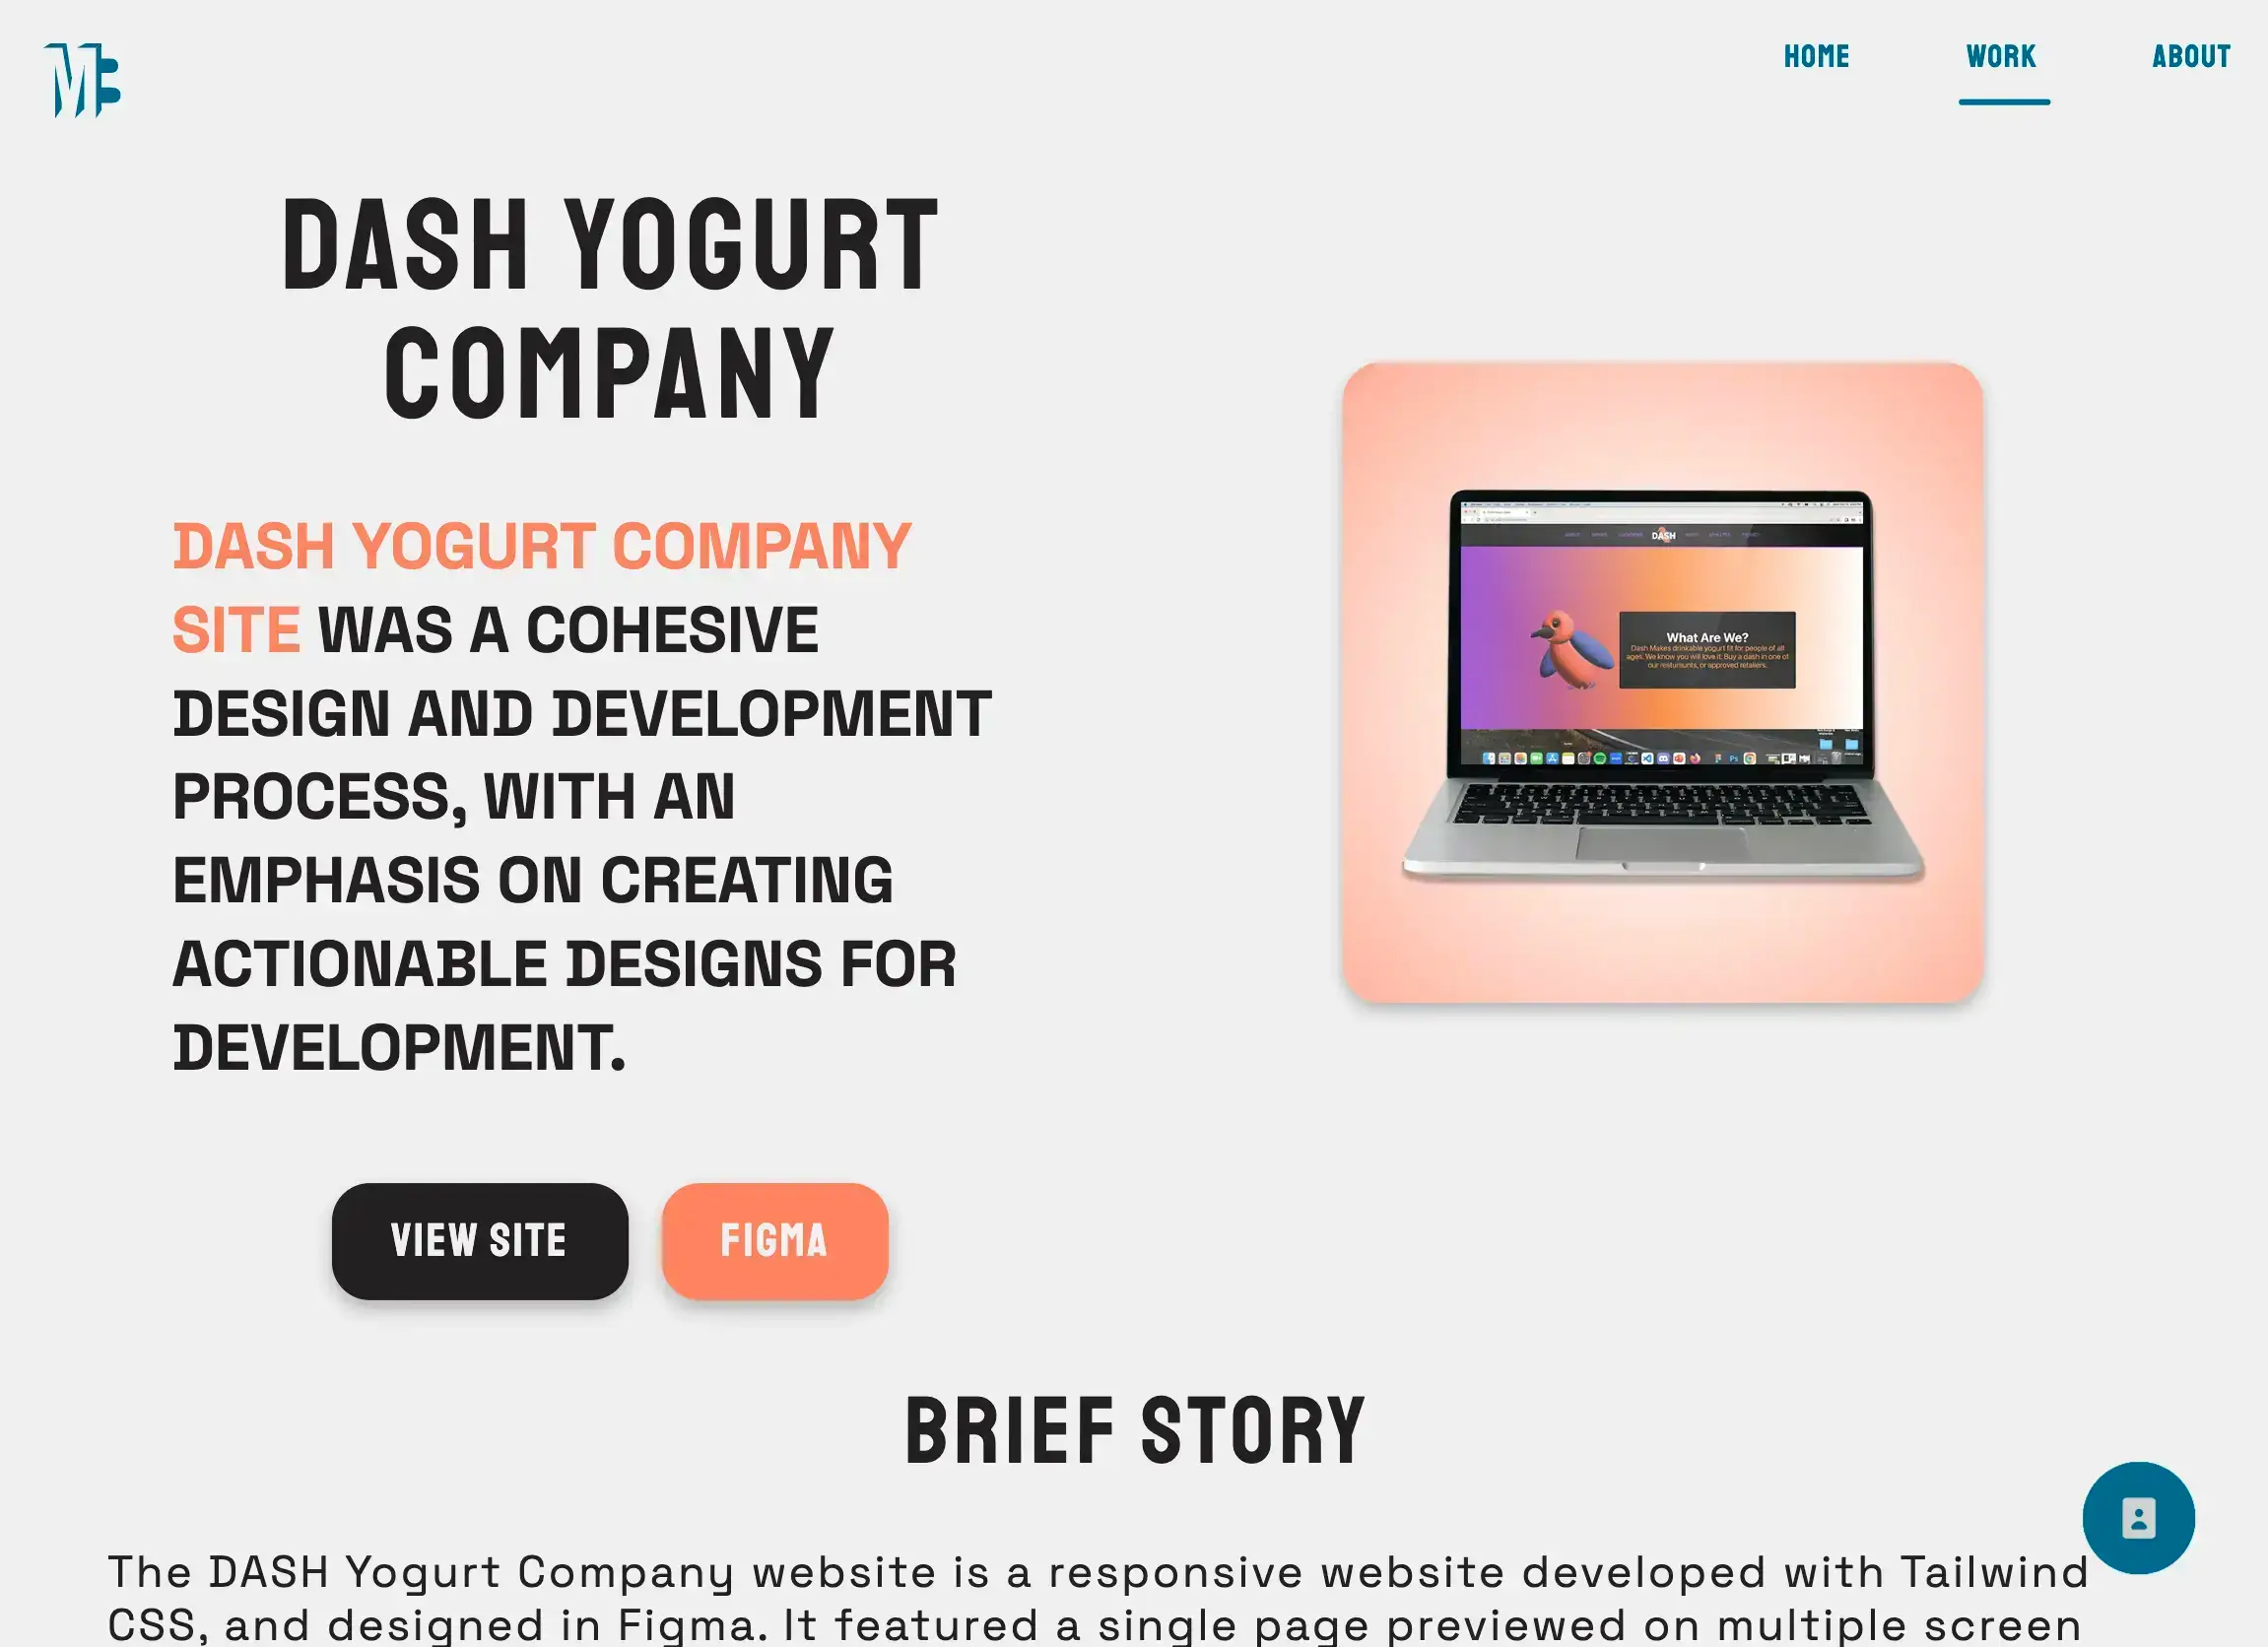 MB
HOME WORK ABOUT
DASH YOGURT
COMPANY
DASH YOGURT COMPANY
SITE WAS A COHESIVE
DESIGN AND DEVELOPMENT
PROCESS, WITH AN
EMPHASIS ON CREATING
ACTIONABLE DESIGNS FOR
DEVELOPMENT.
DASH
What Are We?
Dash Makes drinkable yogurt fit for people of all
ages. We know you will love it. Buy a dash in one of
our resturisunts, or approved retailers.
VIEW SITE FIGMA
BRIEF STORY
The DASH Yogurt Company website is a responsive website developed with Tailwind
CSS, and designed in Figma. It featured a single page previewed on multiple screen